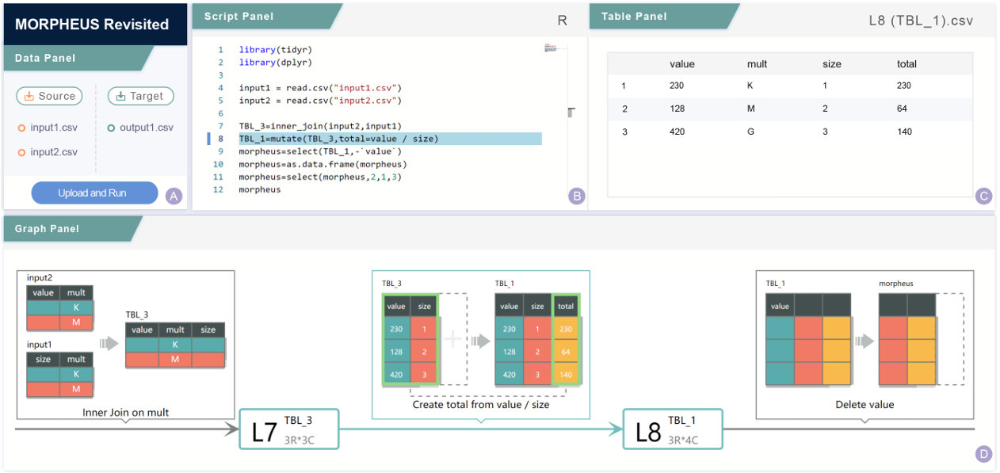 MORPHEUS Revisited
Data Panel
Source
Target
input1.csv
output1.csv
input2.csv
Upload and Run
A
Script Panel
R
1 library(tidyr)
2 library(dplyr)
3
4 input1 = read.csv("input1.csv")
5 input2 = read.csv("input2.csv")
6
7 TBL_3=inner_join(input2,input1)
8 TBL_1=mutate(TBL_3,total=value / size)
9 morpheus=select(TBL_1,-`value`)
10 morpheus=as.data.frame(morpheus)
11 morpheus=select(morpheus,2,1,3)
12 morpheus
B
Table Panel
L8 (TBL_1).csv
value mult size total
1 230 K 1 230
2 128 M 2 64
3 420 G 3 140
C
Graph Panel
input2
value mult
K
M
input1
size mult
K
M
TBL_3
value mult size
K
M
Inner Join on mult
L7 TBL_3
3R*3C
TBL_3
value size
230 1
128 2
420 3
TBL_1
value size total
230 1 230
128 2 64
420 3 140
Create total from value / size
L8 TBL_1
3R*4C
TBL_1
value
morpheus
Delete value
D